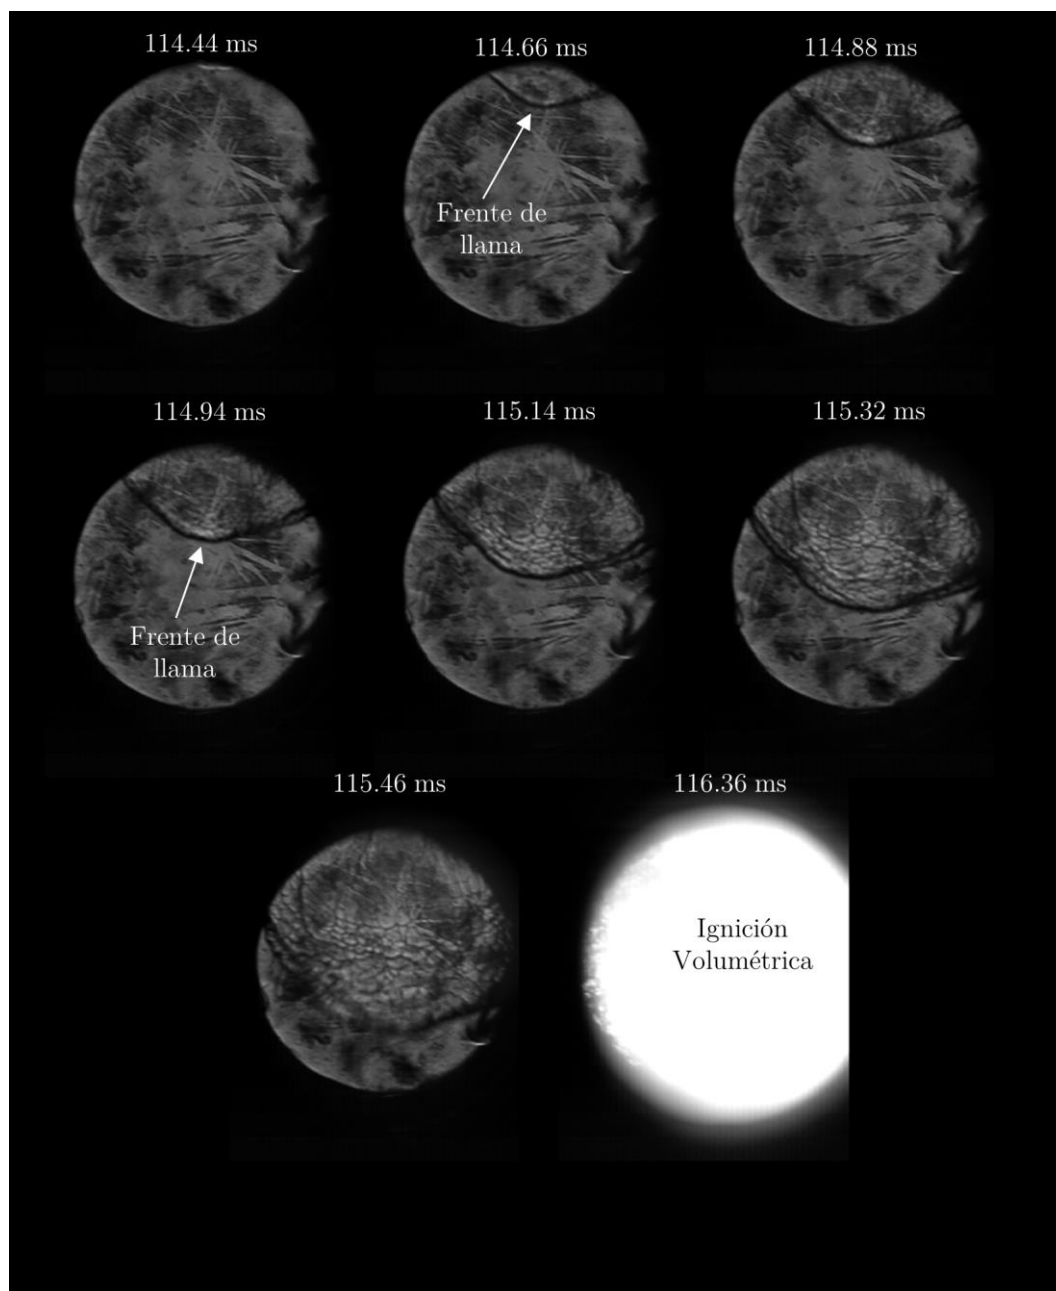 114.44 ms
114.66 ms
114.88 ms
Frente de
llama
114.94 ms
115.14 ms
115.32 ms
Frente de
llama
115.46 ms
116.36 ms
Ignición
Volumétrica